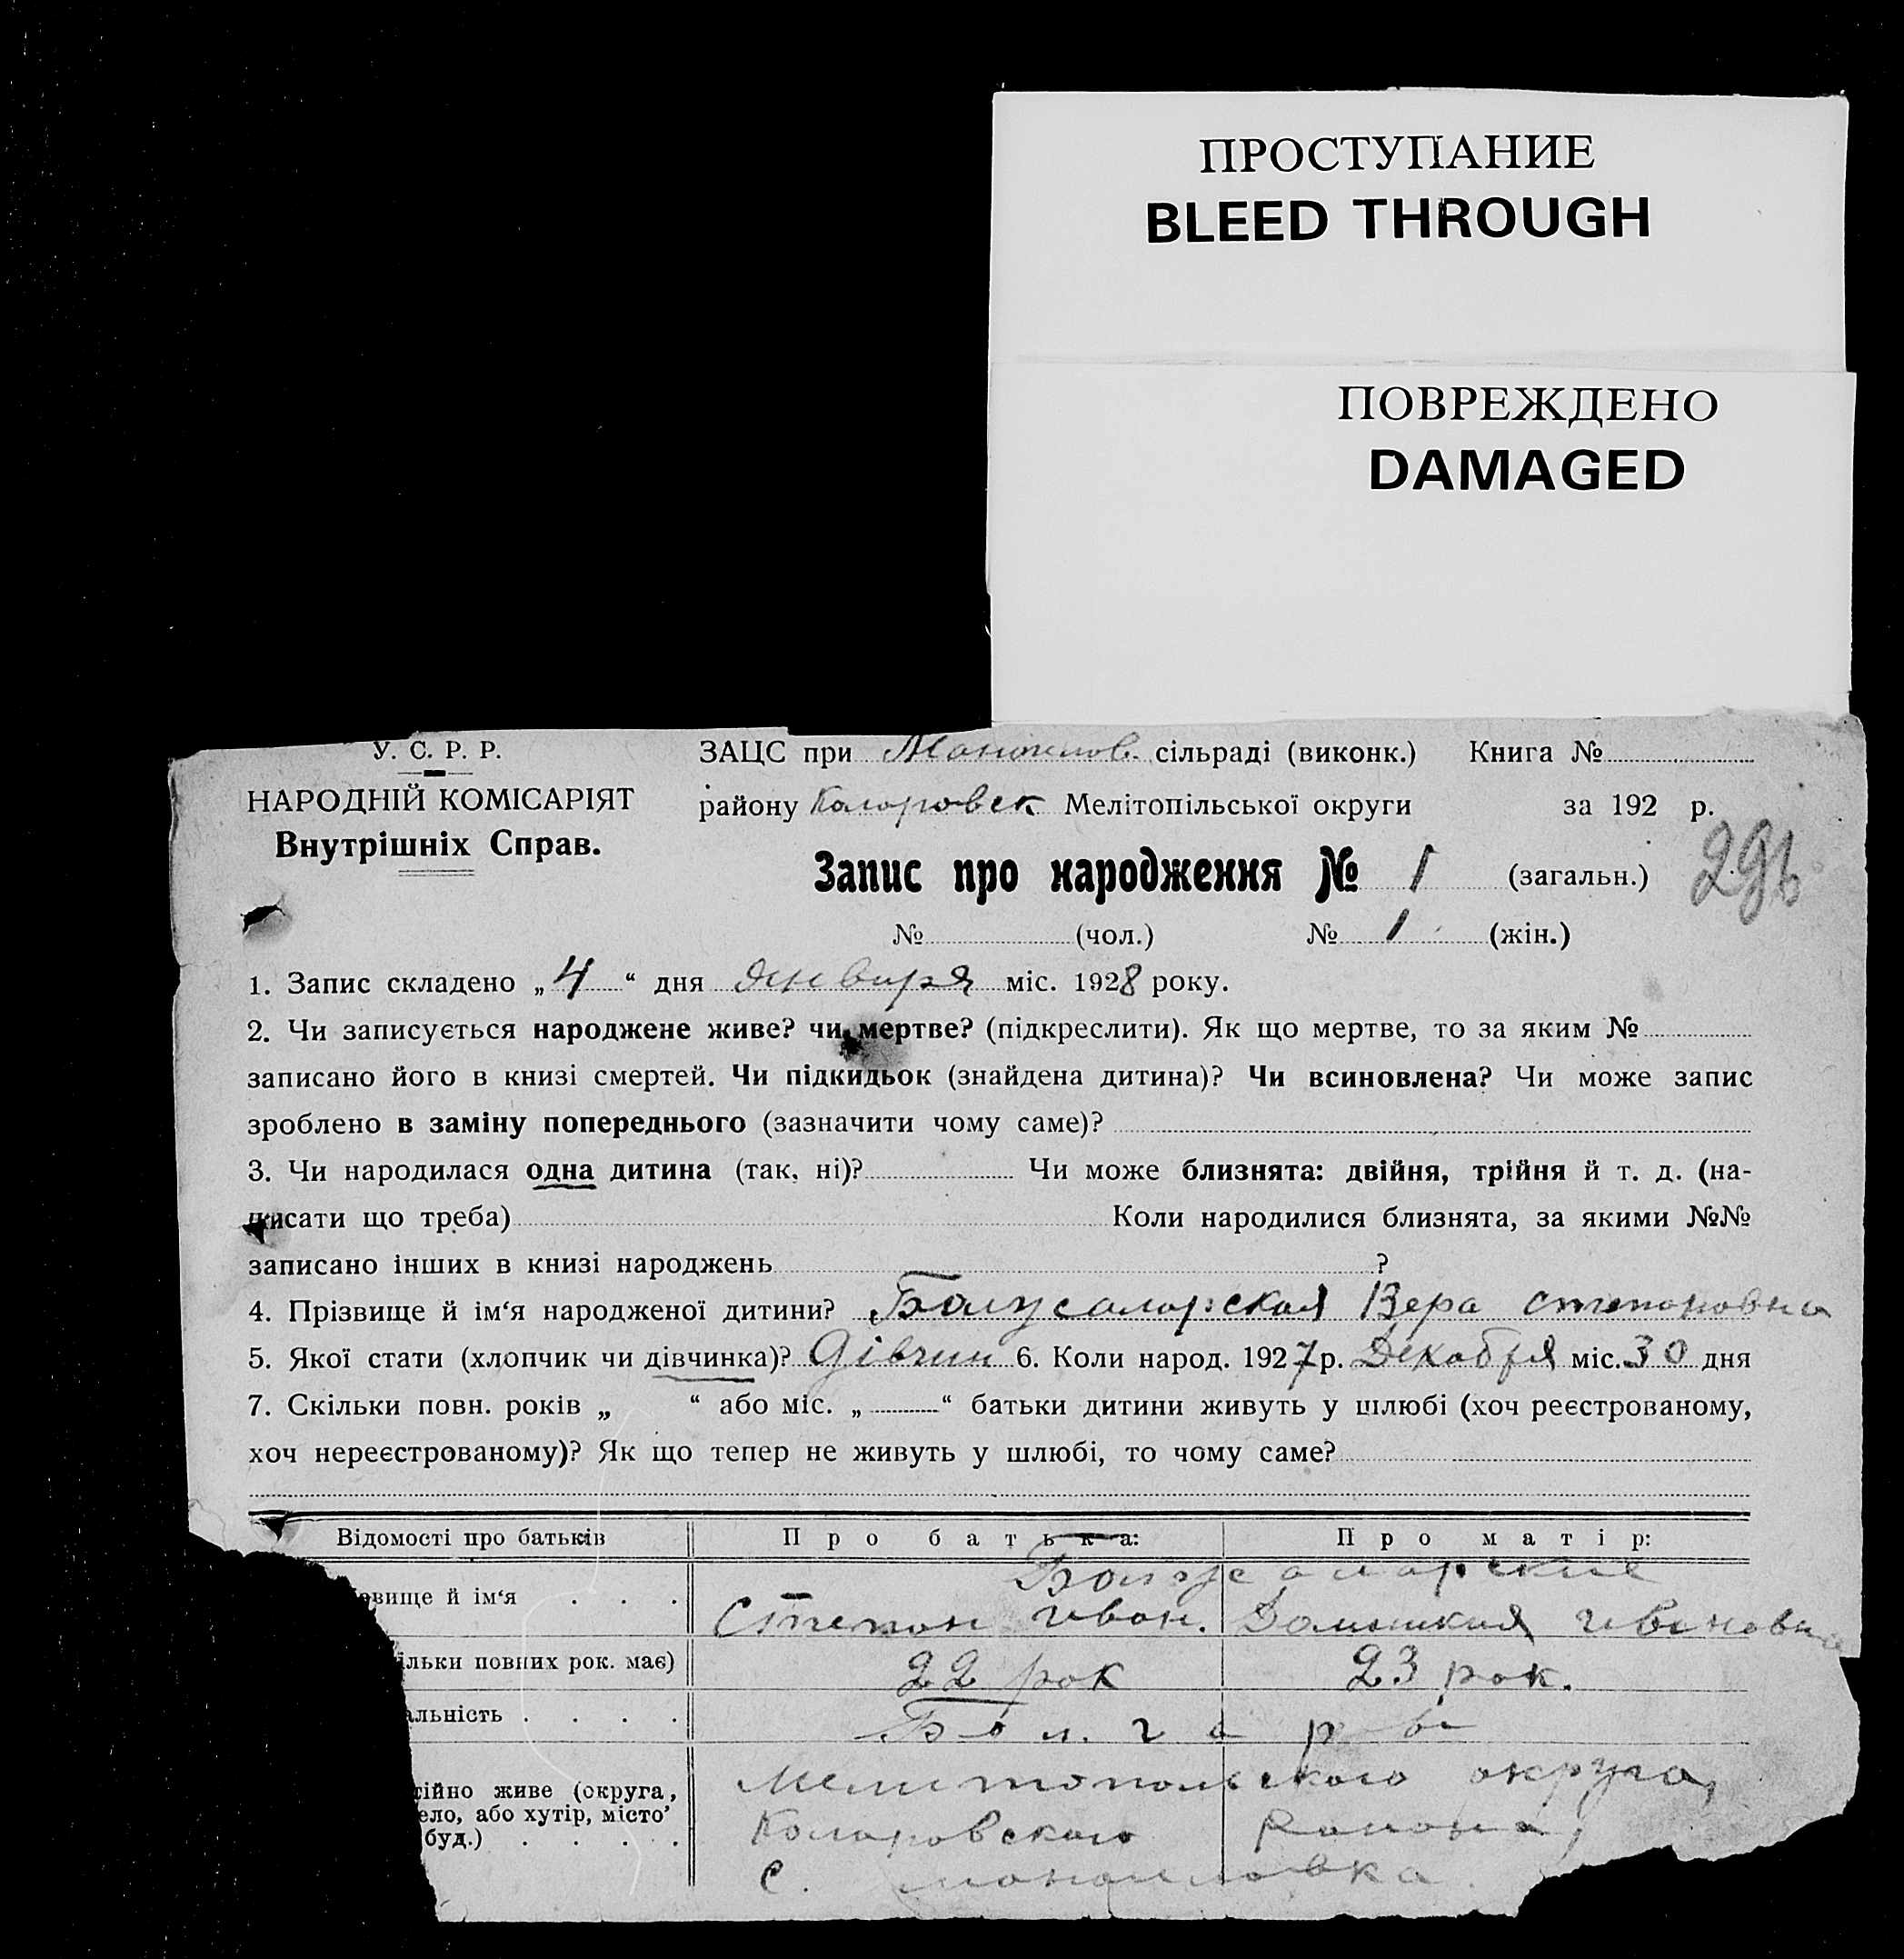 ПРОСТУПАНИЕ
BLEED THROUGH
ПОВРЕЖДЕНО
DAMAGED
У. С. Р. Р.
НАРОДНІЙ КОМІСАРІЯТ
Внутрішніх Справ.
ЗАЦС при сільраді (виконк.) Книга №
району Коларовск Мелітопільської округи за 192 р.
Запис про народження № 1 (загальн.)
№ (чол.) № 1 (жін.)
1. Запис складено „4“ дня января міс. 1928 року.
2. Чи записується народжене живе? чи мертве? (підкреслити). Як що мертве, то за яким №
записано його в книзі смертей. Чи підкидьок (знайдена дитина)? Чи всиновлена? Чи може запис
зроблено в заміну попереднього (зазначити чому саме)?
3. Чи народилася одна дитина (так, ні)? Чи може близнята: двійня, трійня й т. д. (на-
писати що треба) Коли народилися близнята, за якими №№
записано інших в книзі народжень ?
4. Прізвище й ім‘я народженої дитини? Вера степановна
5. Якої стати (хлопчик чи дівчинка)? дівчин 6. Коли народ. 1927 р. Декабря міс. 30 дня
7. Скільки повн. років „ “ або міс. „ “ батьки дитини живуть у шлюбі (хоч реєстрованому,
хоч нереєстрованому)? Як що тепер не живуть у шлюбі, то чому саме?
Відомості про батьків Про батька: Про матір:
овище й ім‘я . . .
Степан Иван. Ивановна
ільки повних рок. має) 22 рок 23 рок.
альність . . . . Болгары
тійно живе (округа, Мелитопольского округа,
ело, або хутір, місто’ Коларовского Района,
буд.) . . . . с. маноиловка